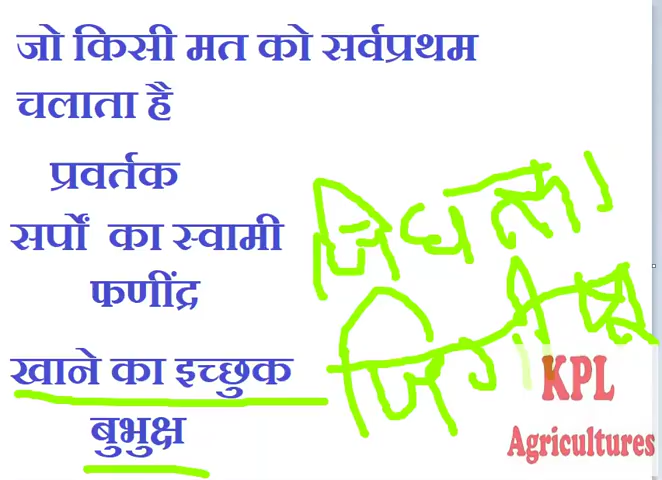 जो किसी मत को सर्वप्रथम
चलाता है
प्रवर्तक
सर्पों का स्वामी
फणींद्र
खाने का इच्छुक
बुभुक्ष
KPL
Agricultures